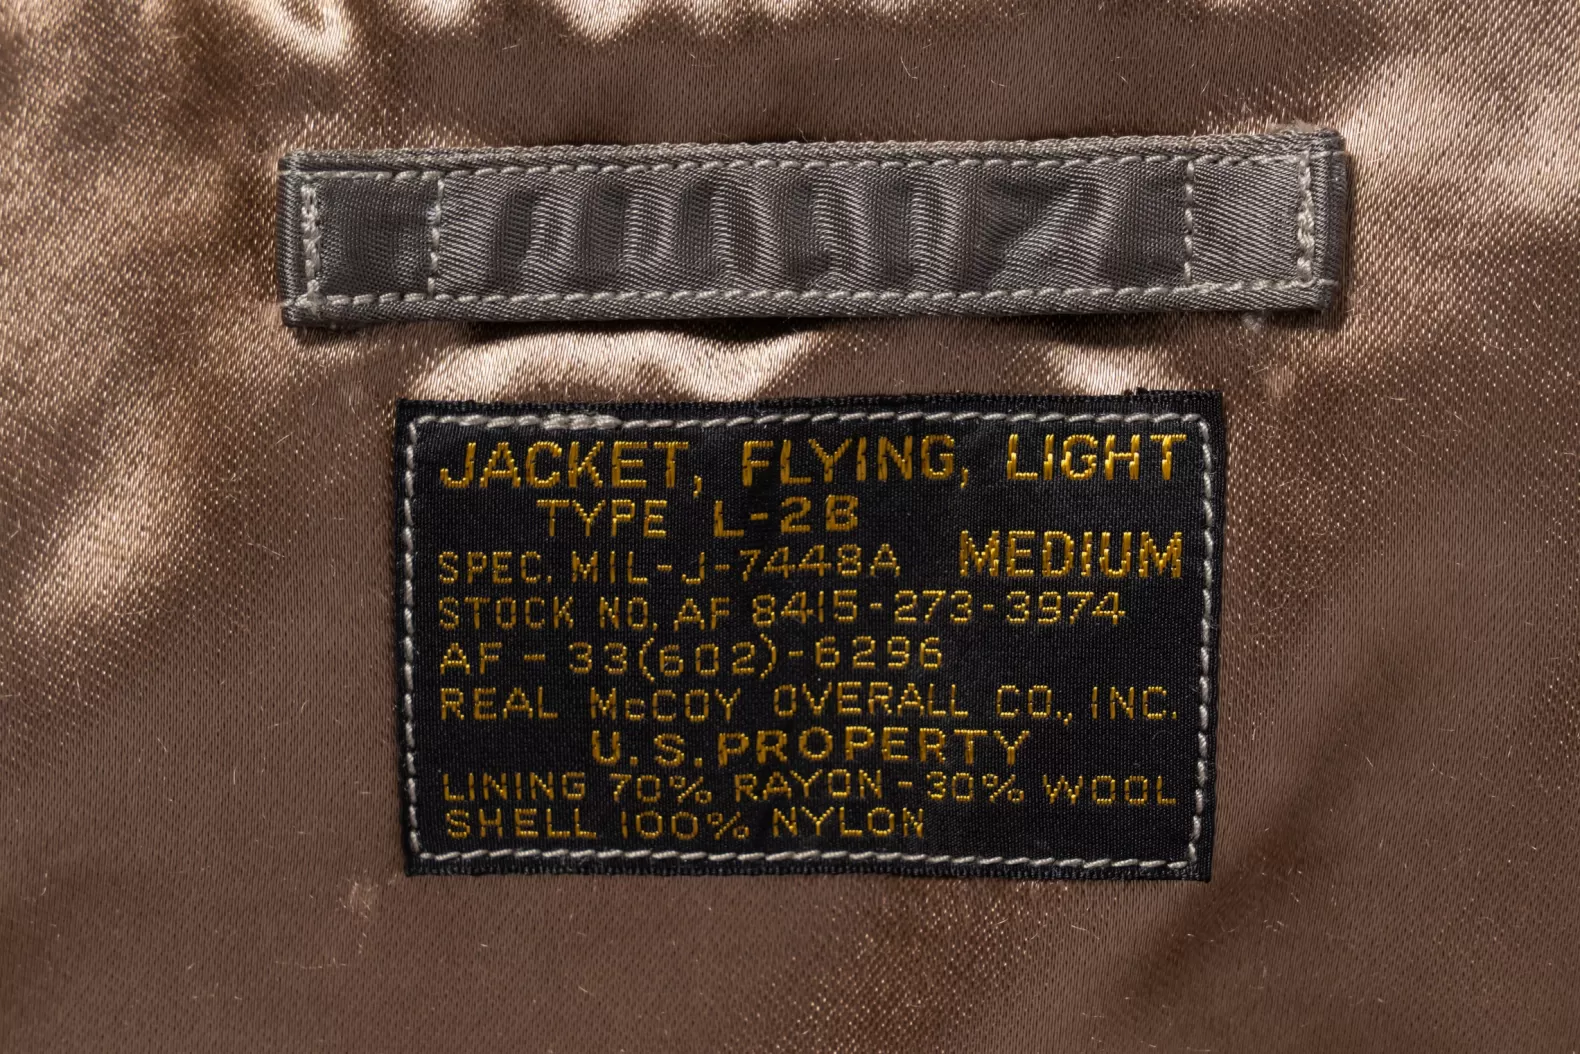 JACKET, FLYING, LIGHT
TYPE L-2B
SPEC. MIL-J-7448A MEDIUM
STOCK NO. AF 8415-273-3974
AF - 33(602)-6296
REAL McCOY OVERALL CO., INC.
U.S. PROPERTY
LINING 70% RAYON - 30% WOOL
SHELL 100% NYLON